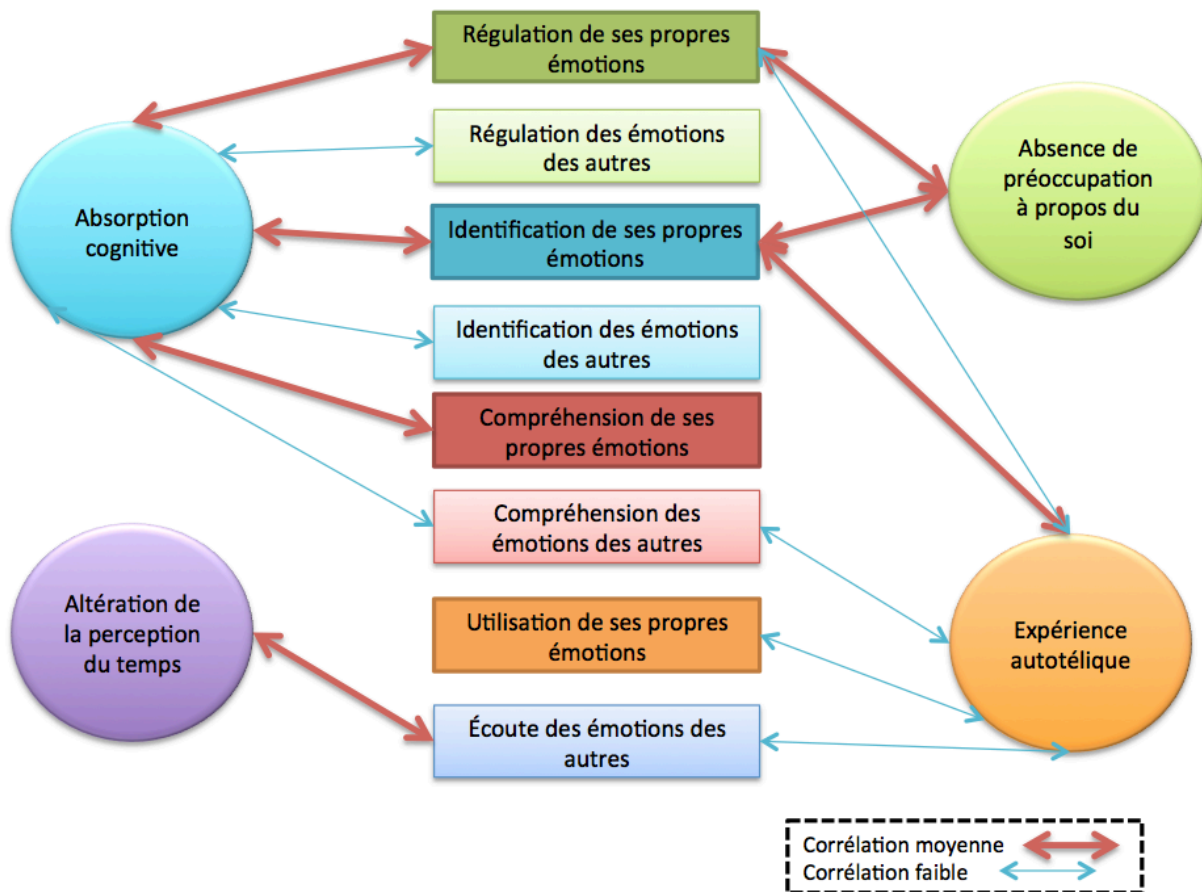 Régulation de ses propres
émotions
Régulation des émotions
des autres
Absorption
cognitive
Absence de
préoccupation
à propos du
soi
Identification de ses propres
émotions
Identification des émotions
des autres
Compréhension de ses
propres émotions
Compréhension des
émotions des autres
Altération de
la perception
du temps
Utilisation de ses propres
émotions
Expérience
autotélique
Écoute des émotions des
autres
Corrélation moyenne
Corrélation faible